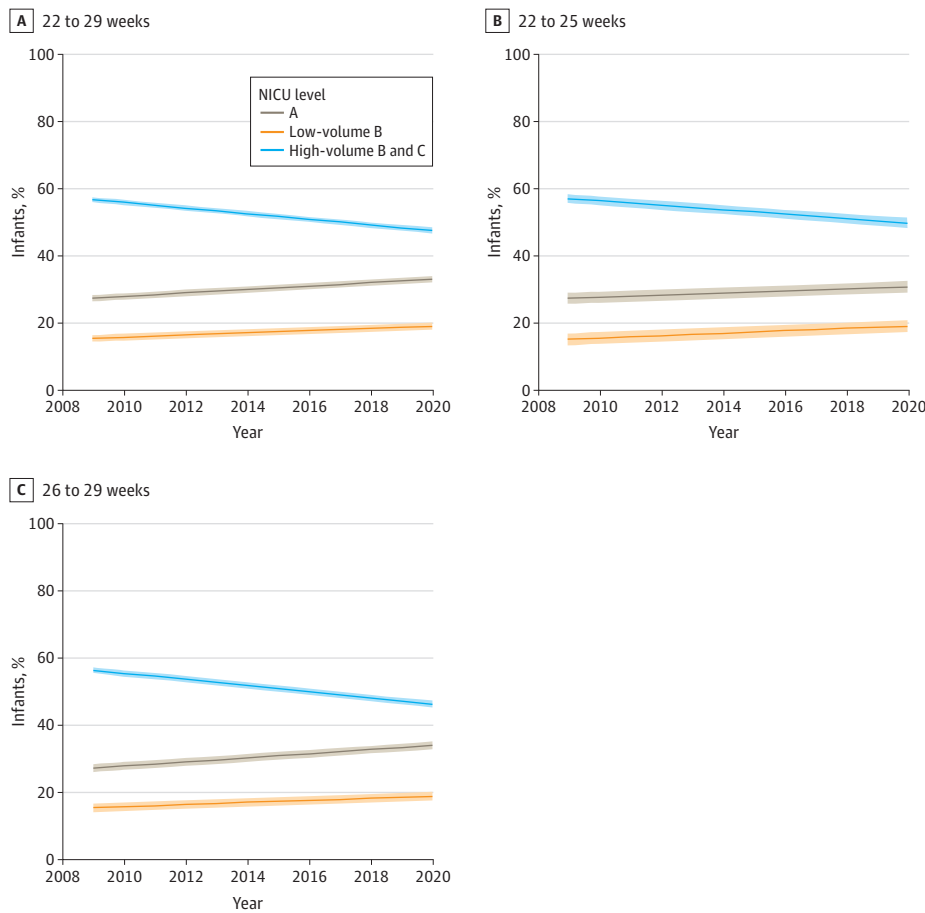 A 22 to 29 weeks
100
80
60
40
20
0
Infants, %
NICU level
A
Low-volume B
High-volume B and C
2008 2010 2012 2014 2016 2018 2020
Year
B 22 to 25 weeks
100
80
60
40
20
0
Infants, %
2008 2010 2012 2014 2016 2018 2020
Year
C 26 to 29 weeks
100
80
60
40
20
0
Infants, %
2008 2010 2012 2014 2016 2018 2020
Year